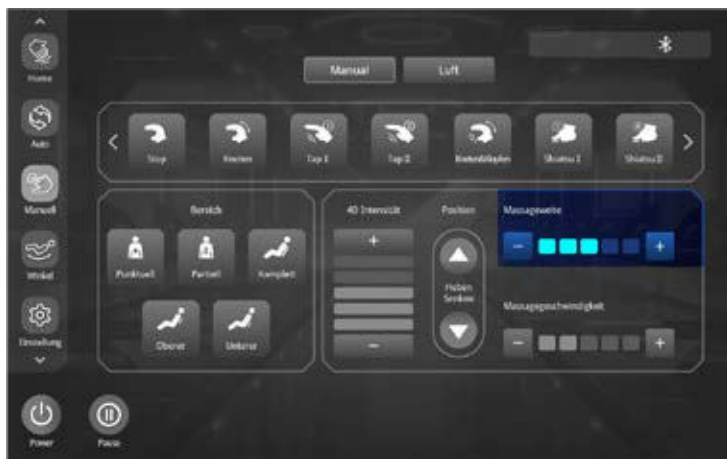 Home
Auto
Manuell
Winkel
Einstellung
Power
Pause
Manual
Luft
Stop
Kneten
Tap I
Tap II
Shiatsu I
Shiatsu II
Bereich
Punktuell
Partiell
Komplett
Oberer
Unterer
4D Intensität
+
−
Position
Heben
Senken
Massageweite
−
+
Massagegeschwindigkeit
−
+